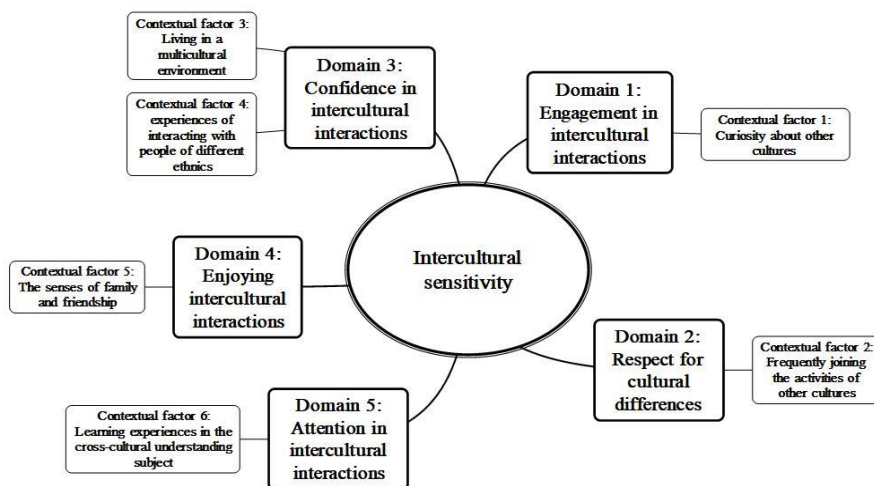 Contextual factor 3:
Living in a
multicultural
environment
Contextual factor 4:
experiences of
interacting with
people of different
ethnics
Domain 3:
Confidence in
intercultural
interactions
Domain 1:
Engagement in
intercultural
interactions
Contextual factor 1:
Curiosity about other
cultures
Intercultural
sensitivity
Contextual factor 5:
The senses of family
and friendship
Domain 4:
Enjoying
intercultural
interactions
Domain 2:
Respect for
cultural
differences
Contextual factor 2:
Frequently joining
the activities of
other cultures
Contextual factor 6:
Learning experiences in the
cross-cultural understanding
subject
Domain 5:
Attention in
intercultural
interactions